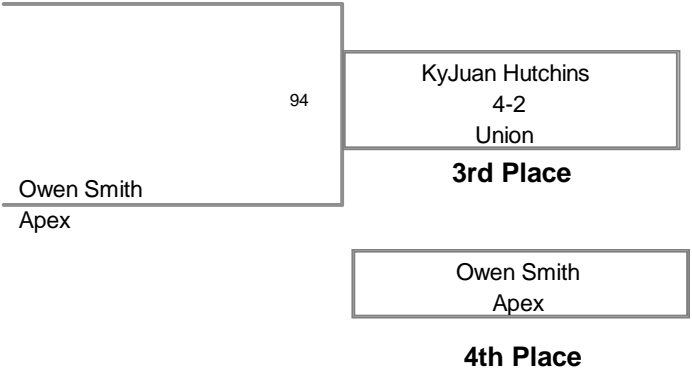 94
KyJuan Hutchins
4-2
Union
3rd Place
Owen Smith
Apex
Owen Smith
Apex
4th Place